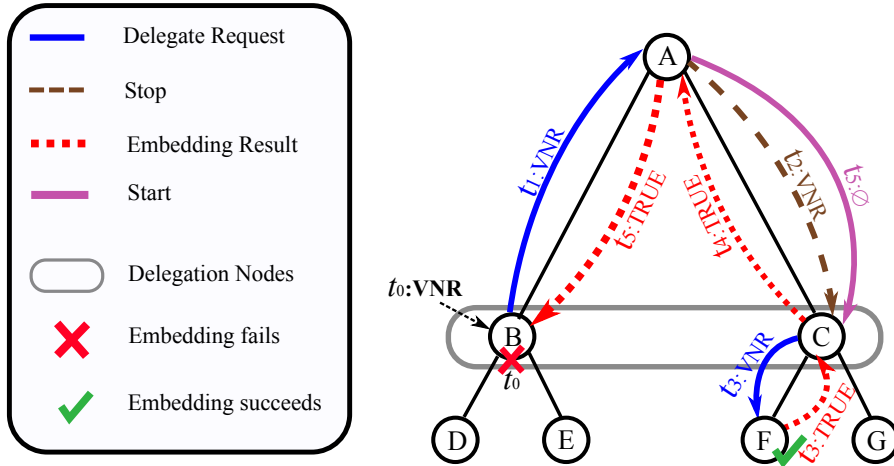 Delegate Request
Stop
Embedding Result
Start
Delegation Nodes
Embedding fails
Embedding succeeds
A
t1:VNR
t5:TRUE
t4:TRUE
t2:VNR
t5:∅
t0:VNR
B
t0
C
t3:VNR
t3:TRUE
D
E
F
G